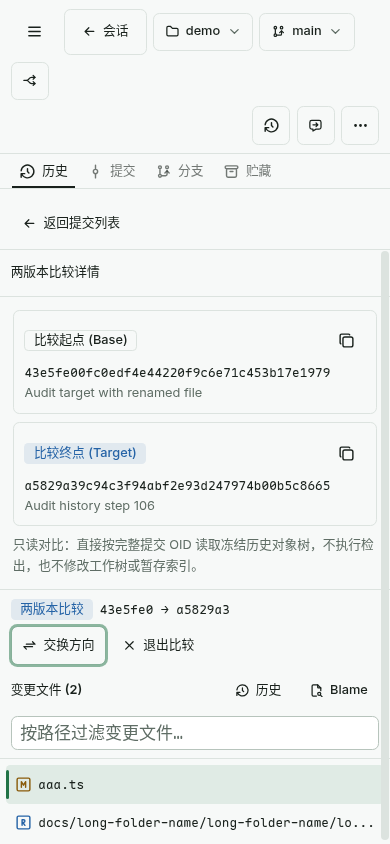 会话
demo
main
历史 提交 分支 贮藏
返回提交列表
两版本比较详情
比较起点 (Base)
43e5fe00fc0edf4e44220f9c6e71c453b17e1979
Audit target with renamed file
比较终点 (Target)
a5829a39c94c3f94abf2e93d247974b00b5c8665
Audit history step 106
只读对比：直接按完整提交 OID 读取冻结历史对象树，不执行检
出，也不修改工作树或暂存索引。
两版本比较 43e5fe0 → a5829a3
交换方向 退出比较
变更文件 (2) 历史 Blame
按路径过滤变更文件…
M aaa.ts
R docs/long-folder-name/long-folder-name/lo...